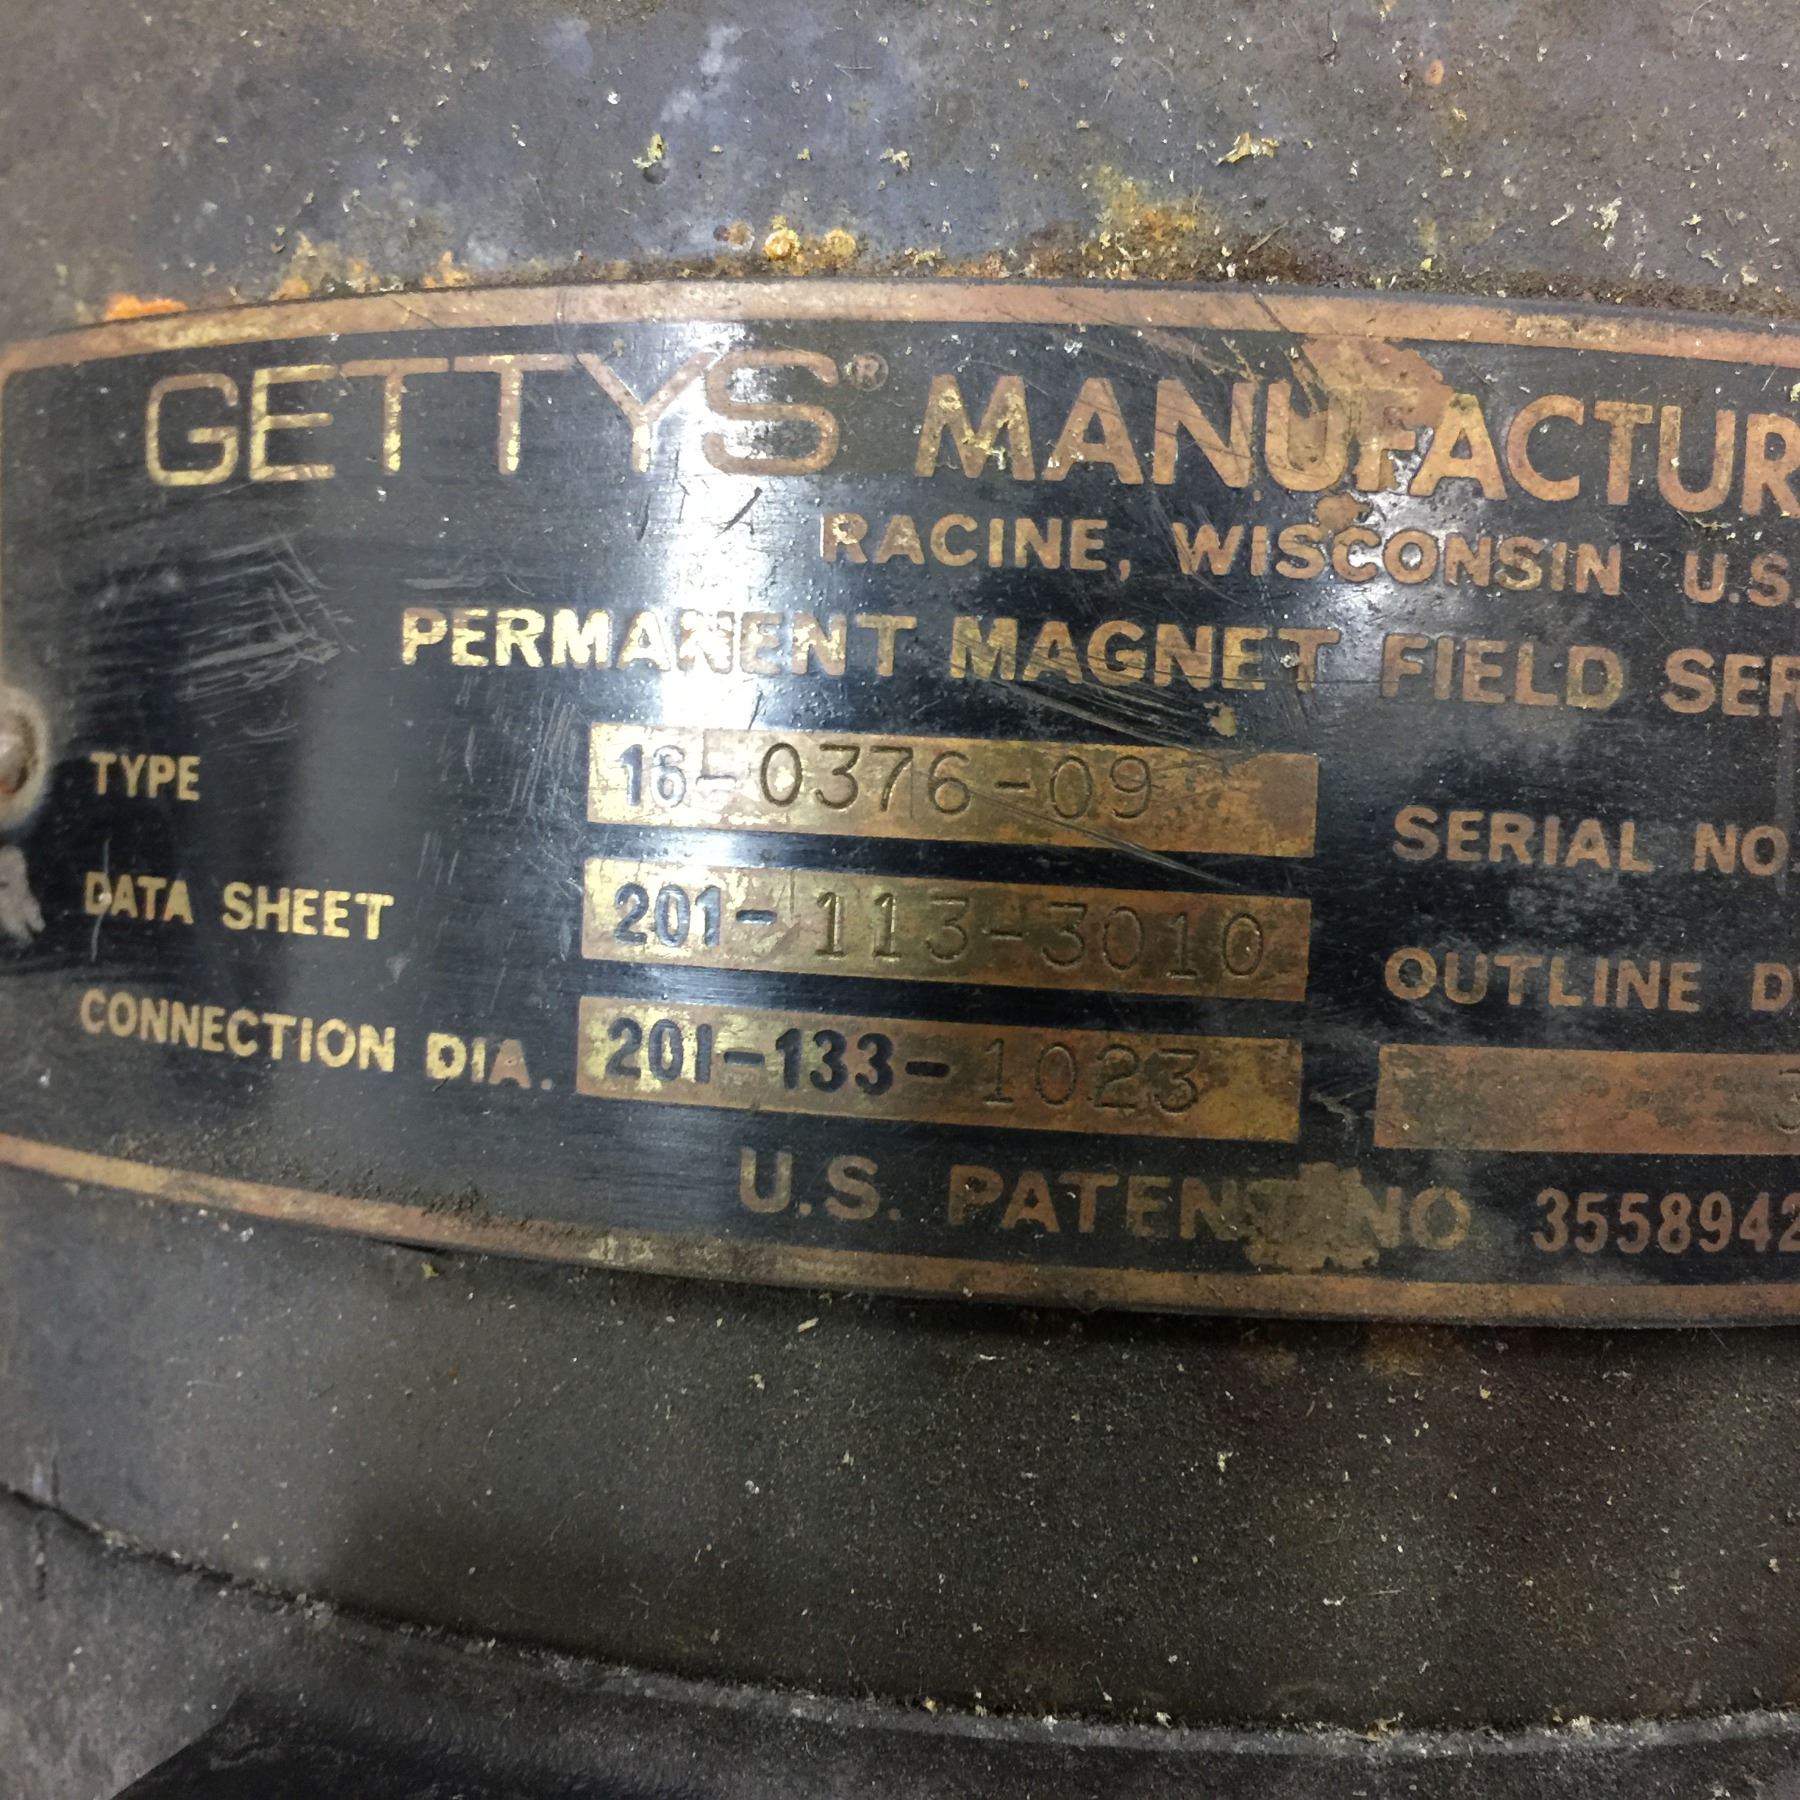 GETTYS® MANUFACTUR
RACINE, WISCONSIN U.S.
PERMANENT MAGNET FIELD SER
TYPE 16-0376-09 SERIAL NO.
DATA SHEET 201-113-3010 OUTLINE D
CONNECTION DIA. 201-133-1023 3
U.S. PATENT NO 3558942